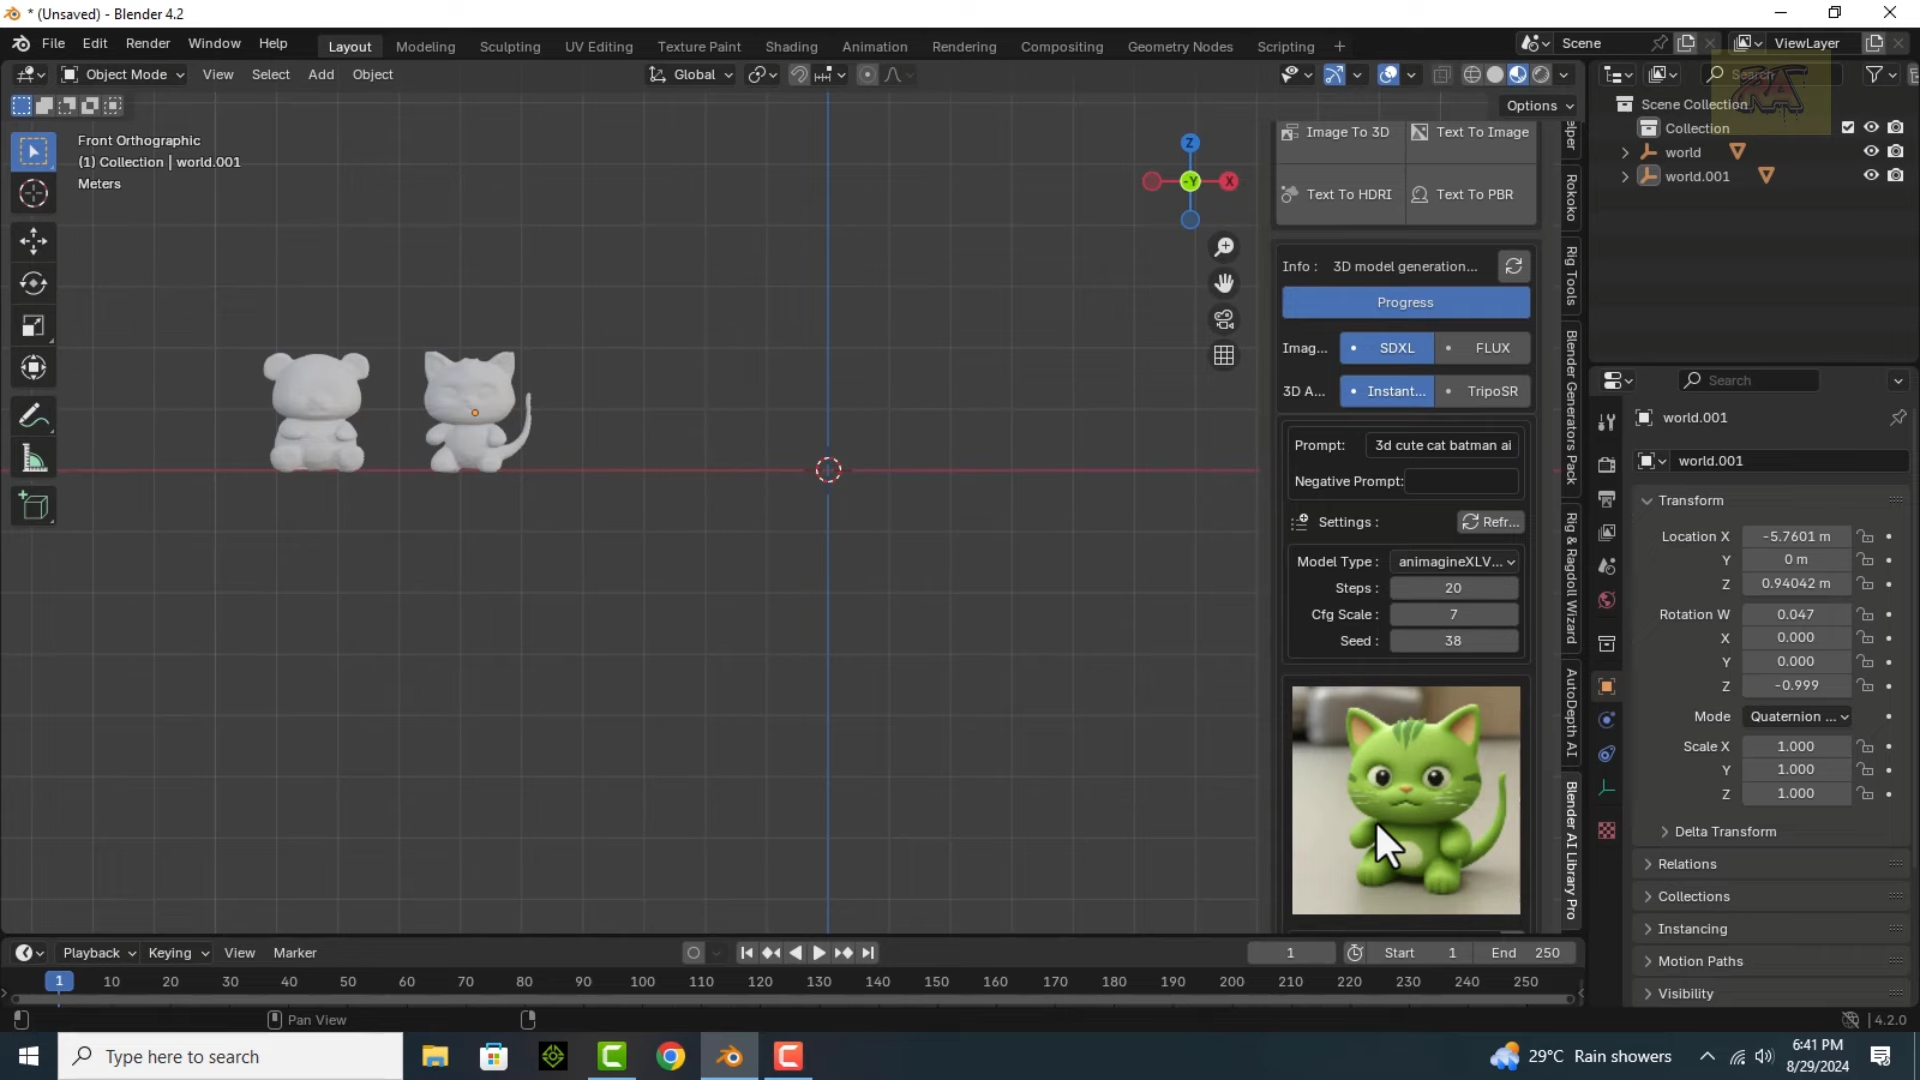 * (Unsaved) - Blender 4.2
File Edit Render Window Help Layout Modeling Sculpting UV Editing Texture Paint Shading Animation Rendering Compositing Geometry Nodes Scripting + Scene ViewLayer
Object Mode View Select Add Object Global Search
Options
Front Orthographic
(1) Collection | world.001
Meters
Z
-Y
X
Image To 3D Text To Image
Text To HDRI Text To PBR
Info : 3D model generation...
Progress
Imag... SDXL FLUX
3D A... Instant... TripoSR
Prompt: 3d cute cat batman ai
Negative Prompt:
Settings : Refr...
Model Type : animagineXLV...
Steps : 20
Cfg Scale : 7
Seed : 38
elper
Rokoko
Rig Tools
Blender Generators Pack
Rig & Ragdoll Wizard
AutoDepth AI
Blender AI Library Pro
Scene Collection
Collection
world
world.001
Search
world.001
world.001
Transform
Location X -5.7601 m
Y 0 m
Z 0.94042 m
Rotation W 0.047
X 0.000
Y 0.000
Z -0.999
Mode Quaternion ...
Scale X 1.000
Y 1.000
Z 1.000
Delta Transform
Relations
Collections
Instancing
Motion Paths
Visibility
Playback Keying View Marker 1 Start 1 End 250
1 10 20 30 40 50 60 70 80 90 100 110 120 130 140 150 160 170 180 190 200 210 220 230 240 250
Pan View 4.2.0
Type here to search 29°C Rain showers 6:41 PM
8/29/2024